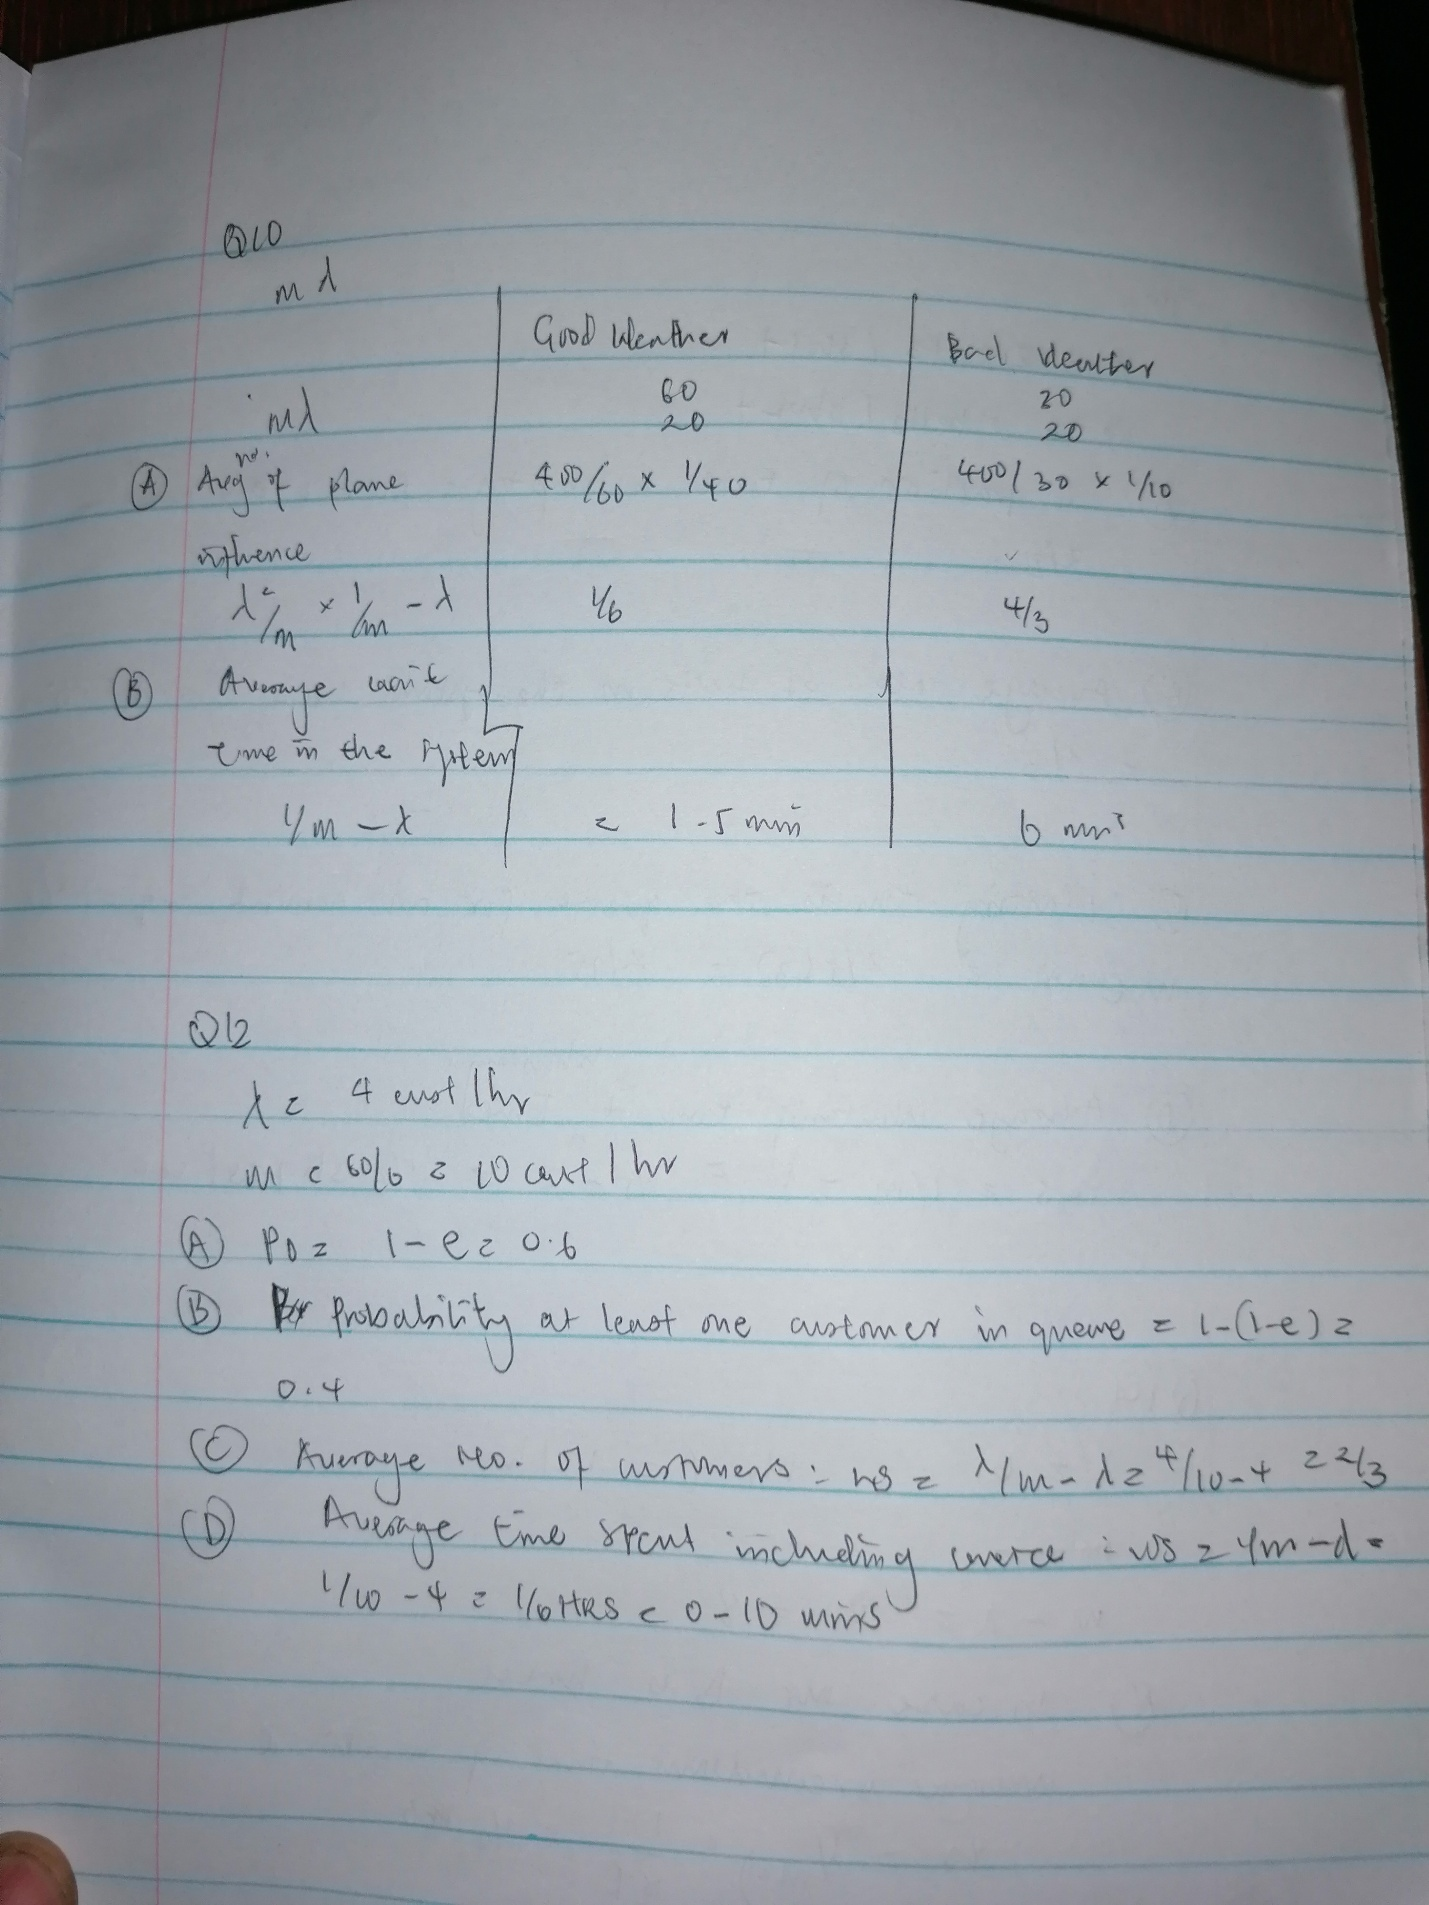 Q10
m λ
Good Weather
Bad Weather
mλ
60
30
20
20
(A) Avg no. of plane
400/60 x 1/40
400/30 x 1/10
λ²/m x 1/m - λ
1/6
4/3
(B) Average wait
time in the system
1/m - λ
= 1-5 min
6 mins
Q12
λ = 4 cust/hr
m = 60/6 = 10 cust/hr
(A) P0 = 1-e = 0.6
(B) Probability at least one customer in queue = 1-(1-e) =
0.4
(C) Average No. of customers: = λ/m - λ = 4/10-4 = 2/3
(D) Average time spent including : ws = 1/m-λ =
1/10 - 4 = 1/6 HRS = 0-10 mins